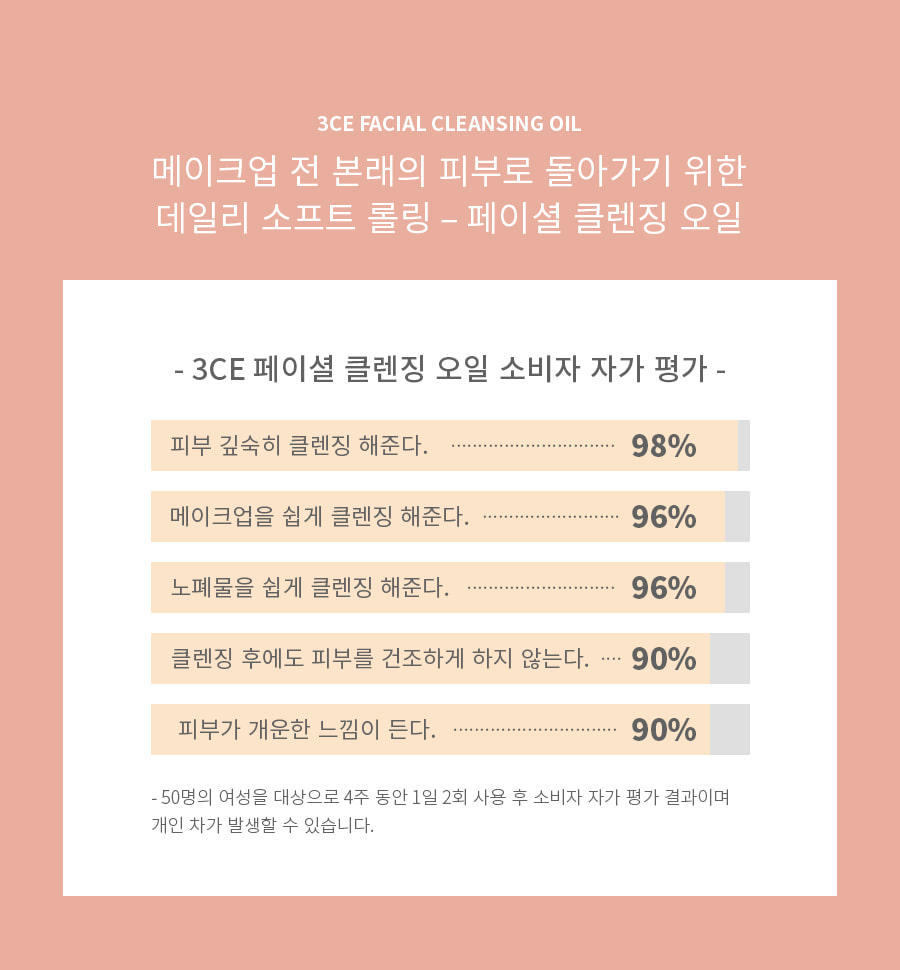 3CE FACIAL CLEANSING OIL
메이크업 전 본래의 피부로 돌아가기 위한
데일리 소프트 롤링 – 페이셜 클렌징 오일
- 3CE 페이셜 클렌징 오일 소비자 자가 평가 -
피부 깊숙히 클렌징 해준다. ································ 98%
메이크업을 쉽게 클렌징 해준다. ·························· 96%
노폐물을 쉽게 클렌징 해준다. ···························· 96%
클렌징 후에도 피부를 건조하게 하지 않는다. ···· 90%
피부가 개운한 느낌이 든다. ································ 90%
- 50명의 여성을 대상으로 4주 동안 1일 2회 사용 후 소비자 자가 평가 결과이며
개인 차가 발생할 수 있습니다.